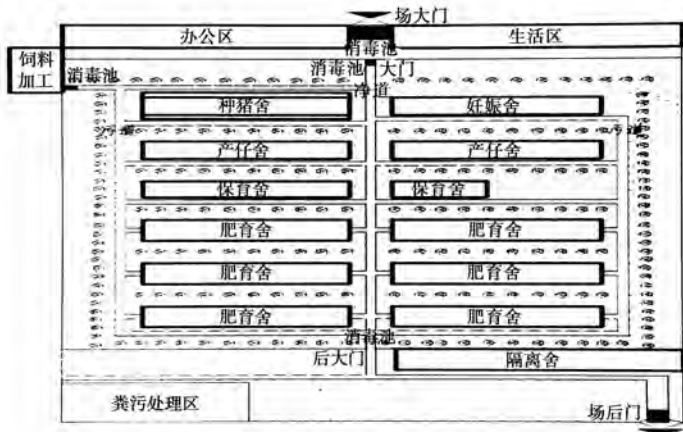 场大门
办公区
生活区
消毒池
饲料
加工
消毒池
消毒池
大门
净道
种猪舍
妊娠舍
污道
污道
产仔舍
产仔舍
保育舍
保育舍
肥育舍
肥育舍
肥育舍
肥育舍
肥育舍
肥育舍
消毒池
后大门
隔离舍
粪污处理区
场后门